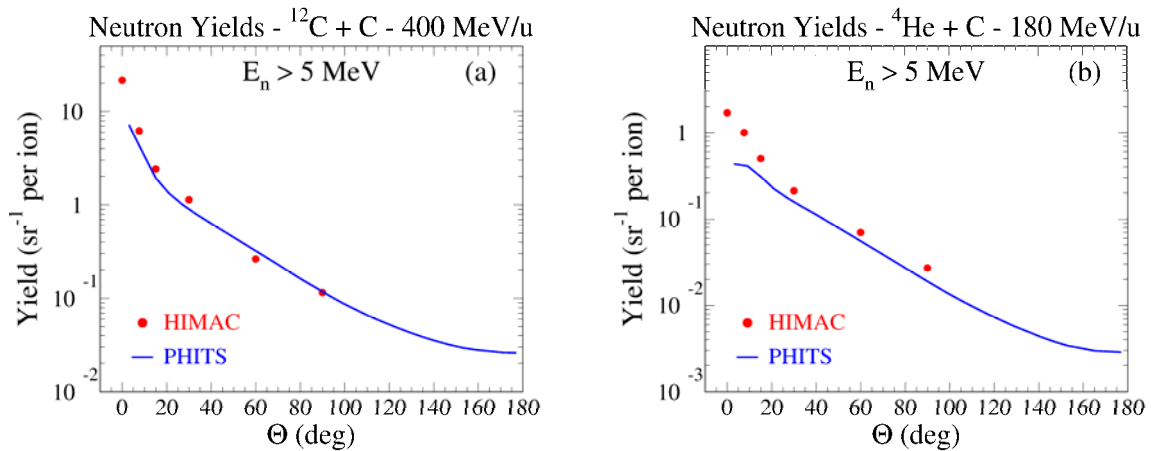 Neutron Yields - ¹²C + C - 400 MeV/u
E_n > 5 MeV (a)
Yield (sr⁻¹ per ion)
10
1
10⁻¹
10⁻²
HIMAC
PHITS
0 20 40 60 80 100 120 140 160 180
Θ (deg)
Neutron Yields - ⁴He + C - 180 MeV/u
E_n > 5 MeV (b)
Yield (sr⁻¹ per ion)
1
10⁻¹
10⁻²
10⁻³
HIMAC
PHITS
0 20 40 60 80 100 120 140 160 180
Θ (deg)